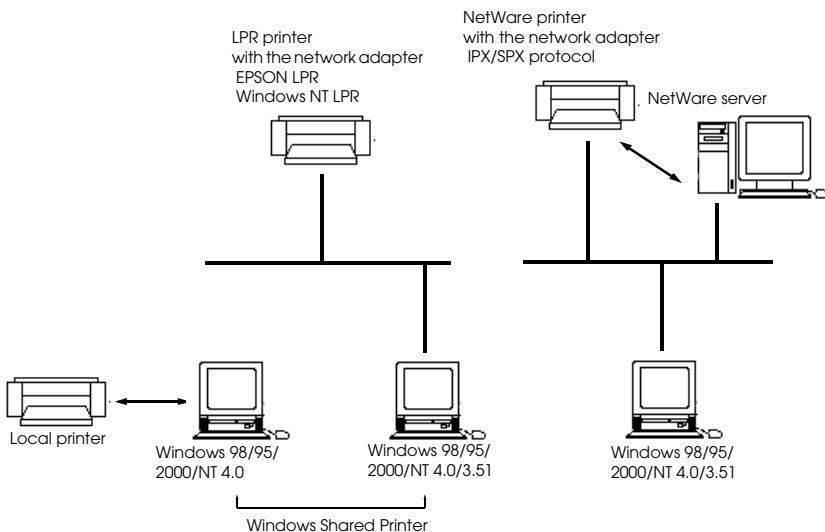 LPR printer
with the network adapter
EPSON LPR
Windows NT LPR
NetWare printer
with the network adapter
IPX/SPX protocol
NetWare server
Local printer
Windows 98/95/
2000/NT 4.0
Windows 98/95/
2000/NT 4.0/3.51
Windows 98/95/
2000/NT 4.0/3.51
Windows Shared Printer